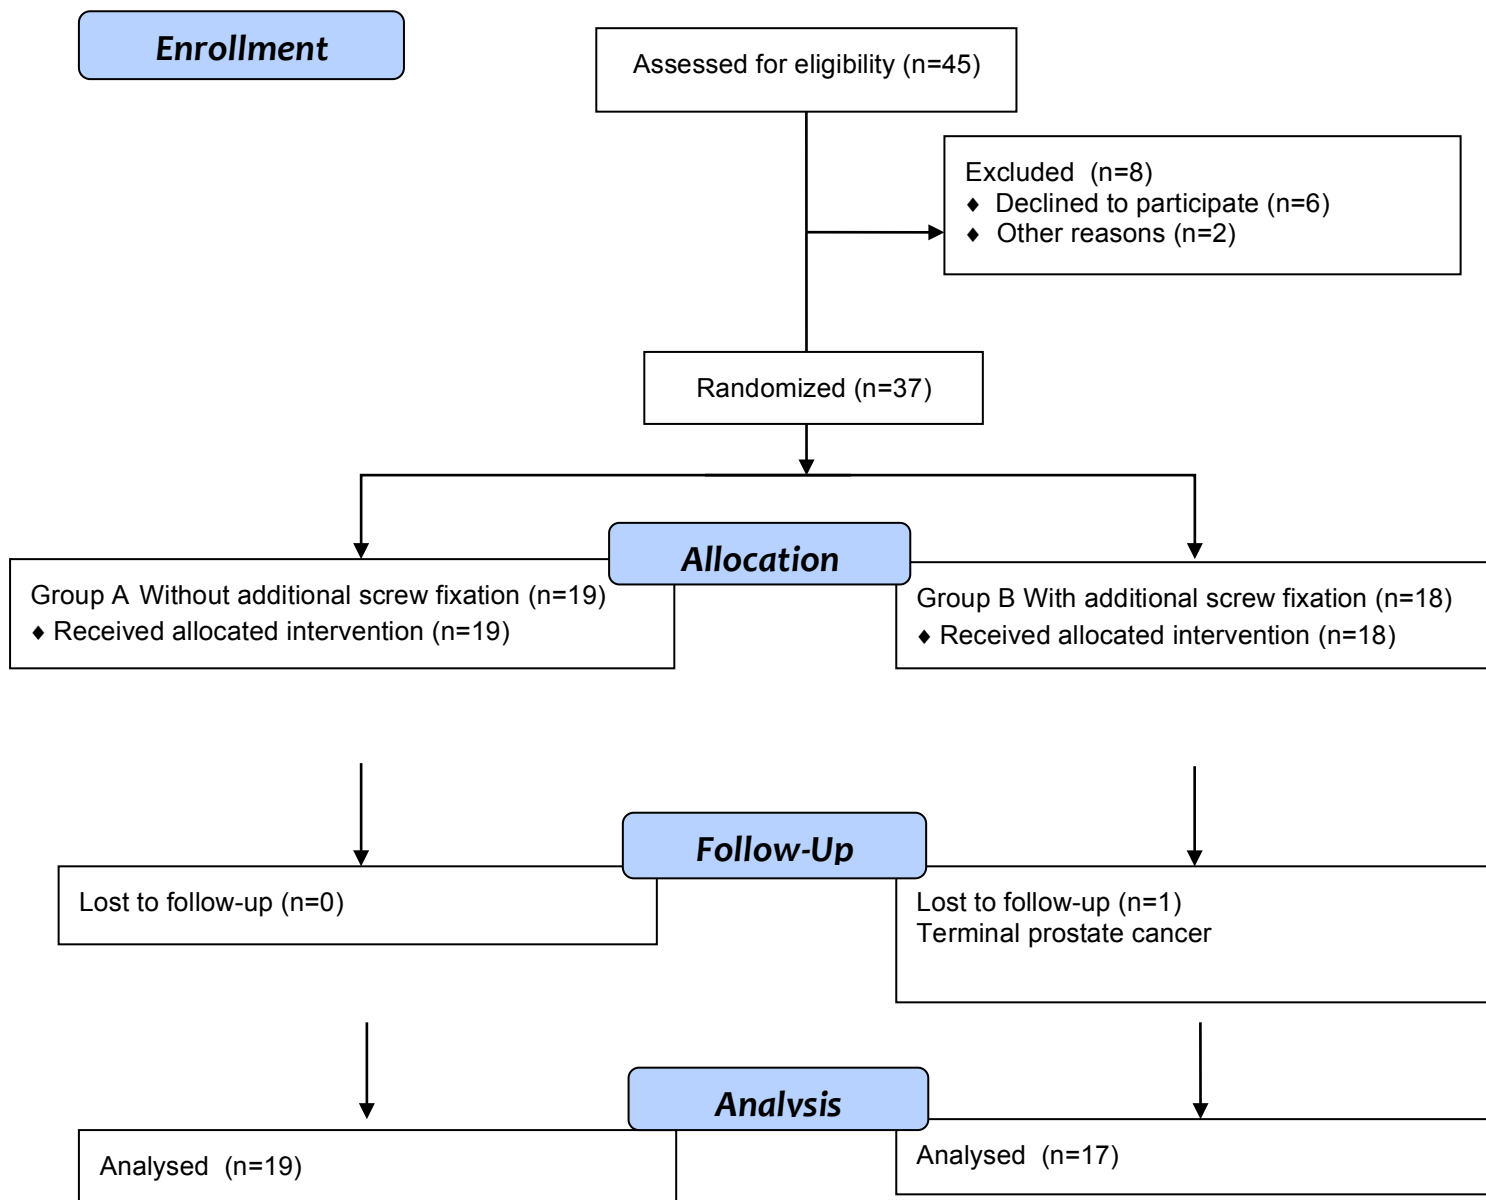 Enrollment
Assessed for eligibility (n=45)
Excluded (n=8)
♦ Declined to participate (n=6)
♦ Other reasons (n=2)
Randomized (n=37)
Allocation
Group A Without additional screw fixation (n=19)
♦ Received allocated intervention (n=19)
Group B With additional screw fixation (n=18)
♦ Received allocated intervention (n=18)
Follow-Up
Lost to follow-up (n=0)
Lost to follow-up (n=1)
Terminal prostate cancer
Analysis
Analysed (n=19)
Analysed (n=17)